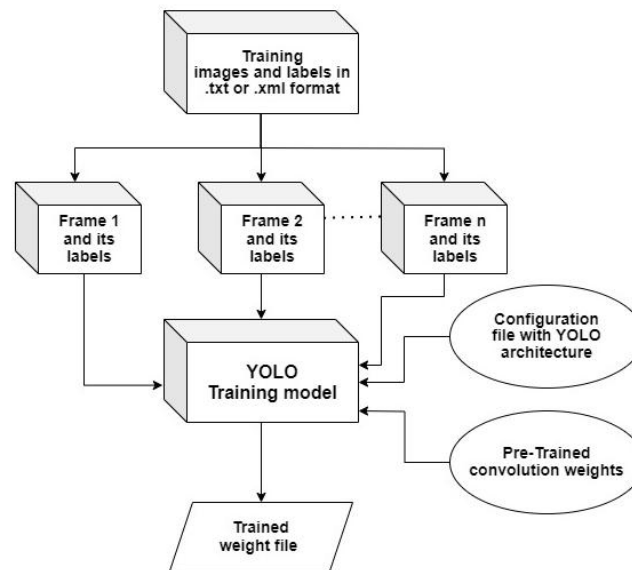 Training
images and labels in
.txt or .xml format
Frame 1
and its
labels
Frame 2
and its
labels
Frame n
and its
labels
Configuration
file with YOLO
architecture
YOLO
Training model
Pre-Trained
convolution weights
Trained
weight file